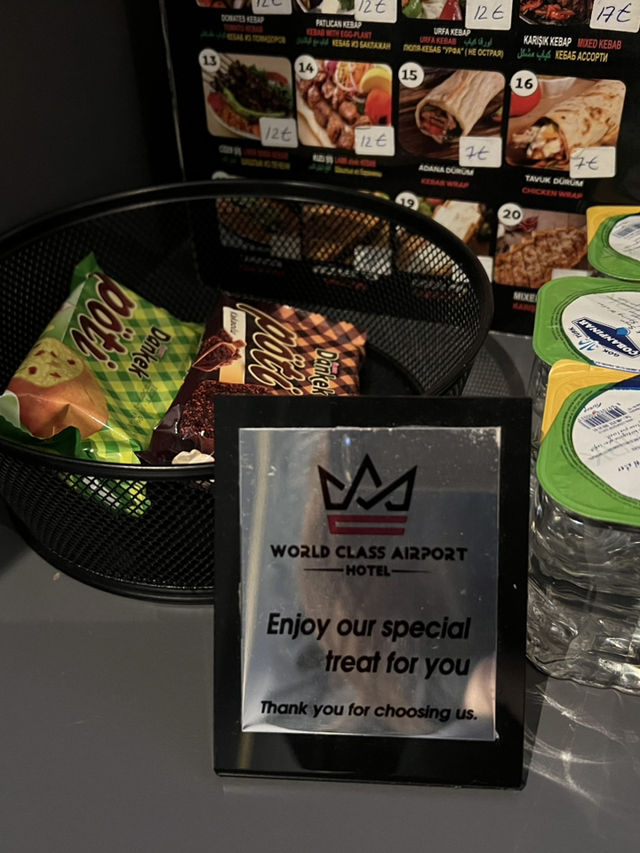 12 €
12 €
12 €
17 €
DOMATES KEBAP
TOMATO KEBAB
КЕБАБ ИЗ ПОМИДОРОВ
PATLICAN KEBAP
KEBAB WITH EGG-PLANT
КЕБАБ ИЗ БАКЛАЖАН
URFA KEBAP
URFA KEBAB
ЛЮЛЯ-КЕБАБ "УРФА" ( НЕ ОСТРАЯ)
KARIŞIK KEBAP MIXED KEBAB
КЕБАБ АССОРТИ
13
14
15
16
12 €
12 €
7 €
7 €
ADANA DÜRÜM
KEBAB WRAP
TAVUK DÜRÜM
CHICKEN WRAP
19
20
Dankek
pöti
Dankek
pöti
WORLD CLASS AIRPORT
HOTEL
Enjoy our special
treat for you
Thank you for choosing us.